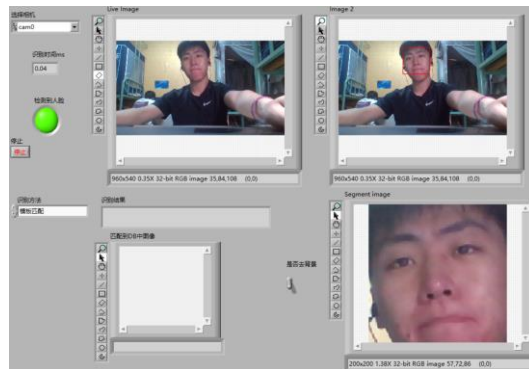 选择相机
Live Image
Image 2
cam0
识别时间ms
0.04
检测到人脸
停止
停止
960x540 0.35X 32-bit RGB image 35,84,108 (0,0)
960x540 0.35X 32-bit RGB image 35,84,108 (0,0)
识别方法
识别结果
Segment image
模板匹配
匹配到DB中图像
是否去背景
200x200 1.38X 32-bit RGB image 57,72,86 (0,0)